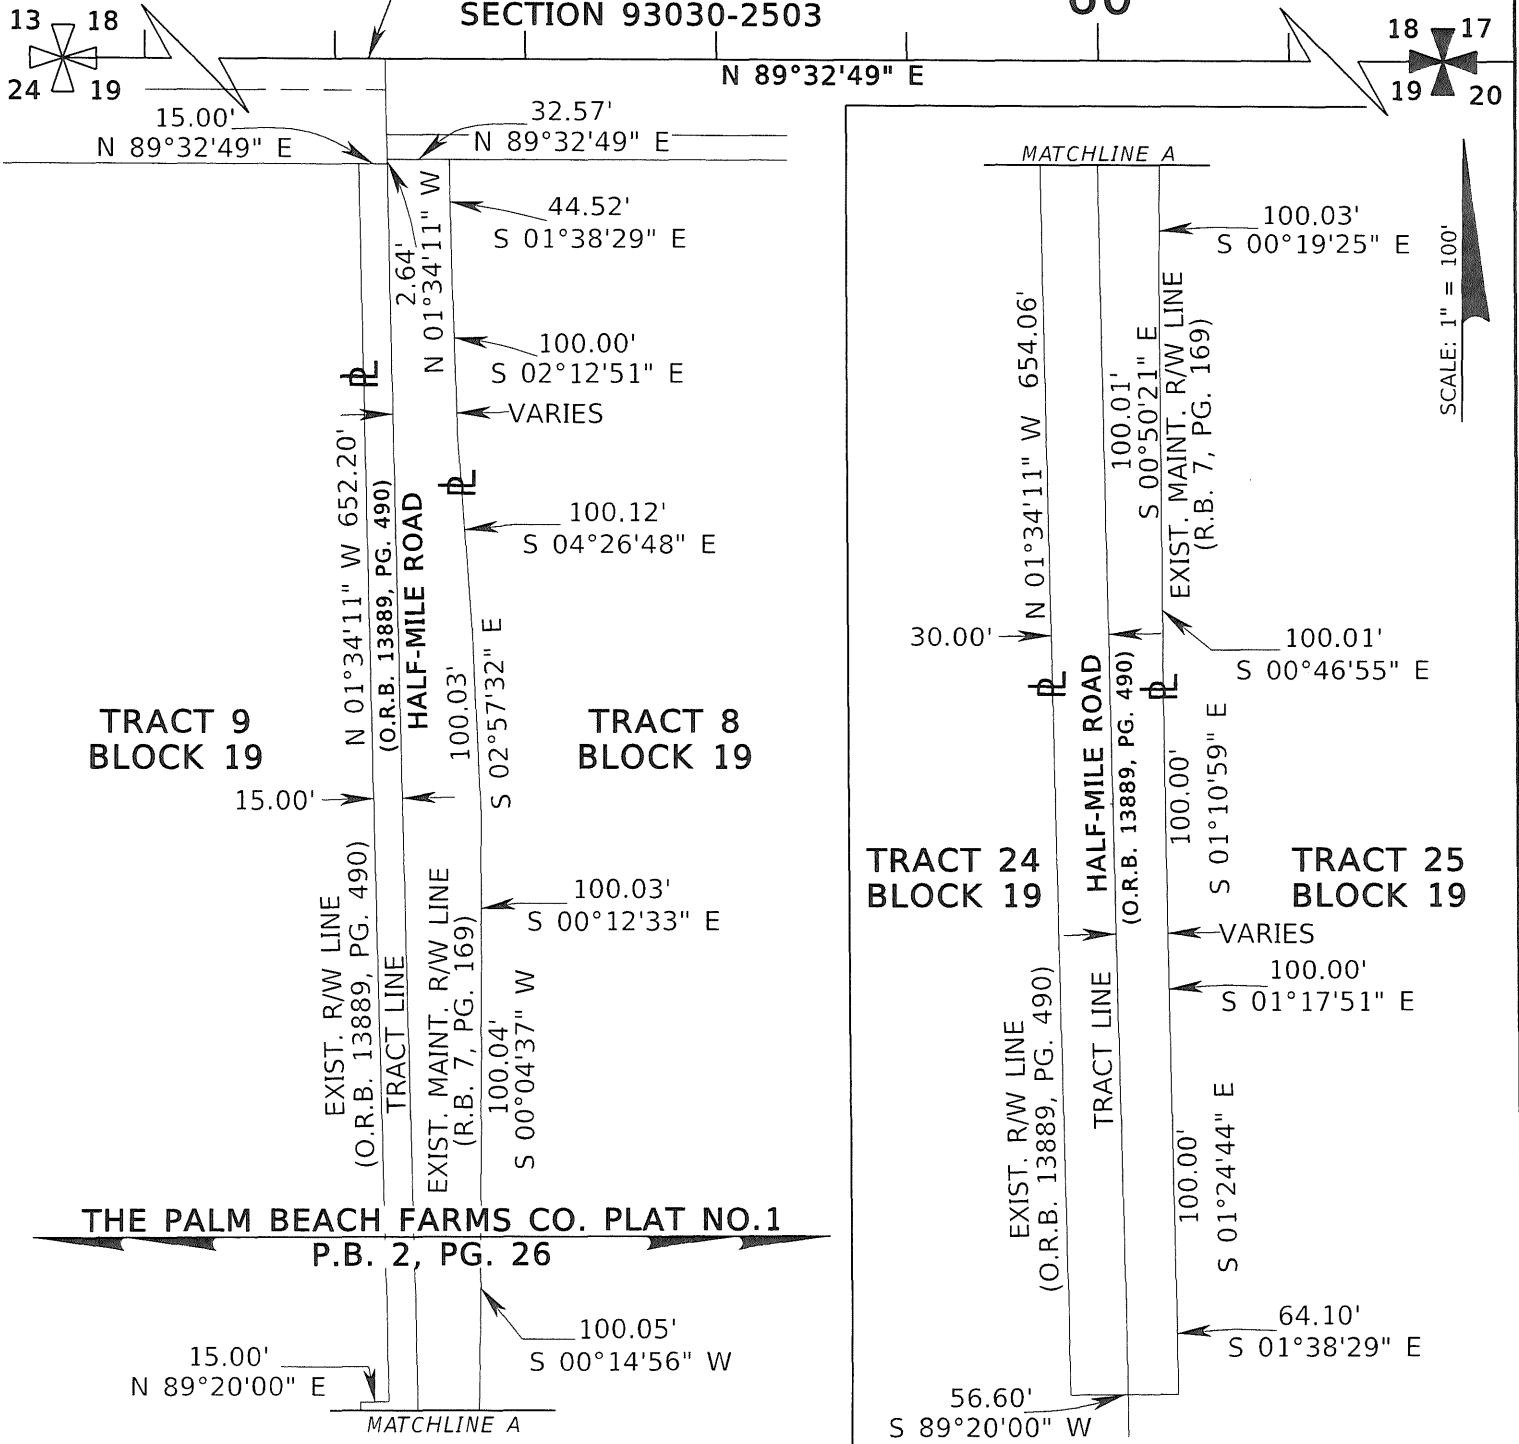 SECTION 93030-2503
13 18
24 19
N 89°32'49" E
18 17
19 20
15.00'
N 89°32'49" E
32.57'
N 89°32'49" E
2.64'
N 01°34'11" W
44.52'
S 01°38'29" E
100.00'
S 02°12'51" E
PL
VARIES
PL
100.12'
S 04°26'48" E
N 01°34'11" W 652.20'
(O.R.B. 13889, PG. 490)
HALF-MILE ROAD
100.03'
S 02°57'32" E
TRACT 9
BLOCK 19
TRACT 8
BLOCK 19
15.00'
100.03'
S 00°12'33" E
EXIST. R/W LINE
(O.R.B. 13889, PG. 490)
TRACT LINE
EXIST. MAINT. R/W LINE
(R.B. 7, PG. 169)
100.04'
S 00°04'37" W
THE PALM BEACH FARMS CO. PLAT NO.1
P.B. 2, PG. 26
100.05'
S 00°14'56" W
15.00'
N 89°20'00" E
MATCHLINE A
MATCHLINE A
100.03'
S 00°19'25" E
SCALE: 1" = 100'
N 01°34'11" W 654.06'
100.01'
S 00°50'21" E
EXIST. MAINT. R/W LINE
(R.B. 7, PG. 169)
30.00'
100.01'
S 00°46'55" E
PL
PL
HALF-MILE ROAD
(O.R.B. 13889, PG. 490)
100.00'
S 01°10'59" E
TRACT 24
BLOCK 19
TRACT 25
BLOCK 19
VARIES
100.00'
S 01°17'51" E
EXIST. R/W LINE
(O.R.B. 13889, PG. 490)
TRACT LINE
100.00'
S 01°24'44" E
64.10'
S 01°38'29" E
56.60'
S 89°20'00" W